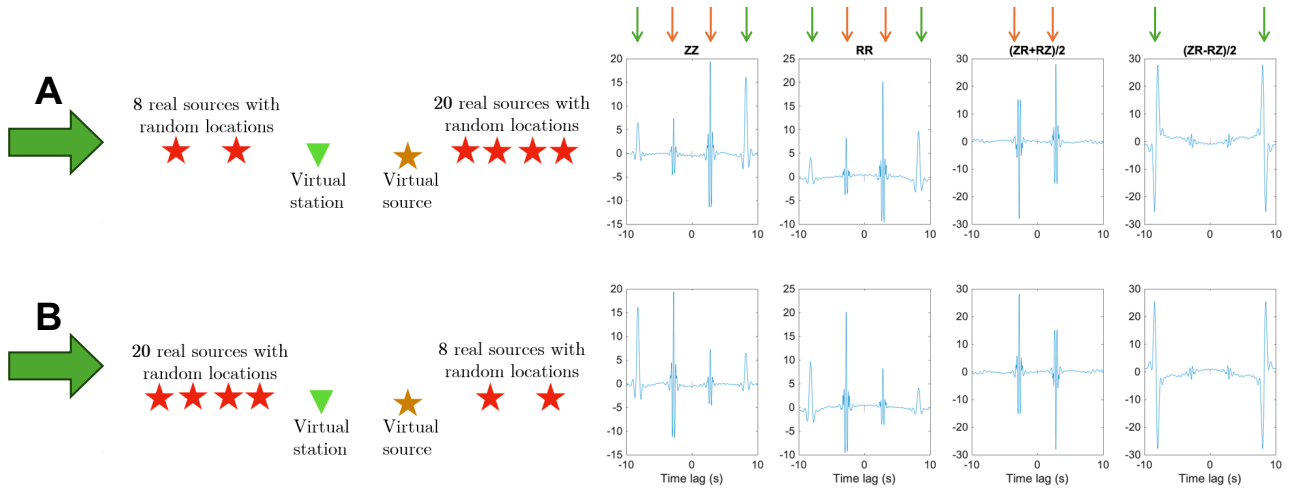 A
8 real sources with
random locations
20 real sources with
random locations
Virtual
station
Virtual
source
ZZ
20
15
10
5
0
-5
-10
-15
-10 0 10
RR
25
20
15
10
5
0
-5
-10
-10 0 10
(ZR+RZ)/2
30
20
10
0
-10
-20
-30
-10 0 10
(ZR-RZ)/2
30
20
10
0
-10
-20
-30
-10 0 10
B
20 real sources with
random locations
8 real sources with
random locations
Virtual
station
Virtual
source
20
15
10
5
0
-5
-10
-15
-10 0 10
Time lag (s)
25
20
15
10
5
0
-5
-10
-10 0 10
Time lag (s)
30
20
10
0
-10
-20
-30
-10 0 10
Time lag (s)
30
20
10
0
-10
-20
-30
-10 0 10
Time lag (s)